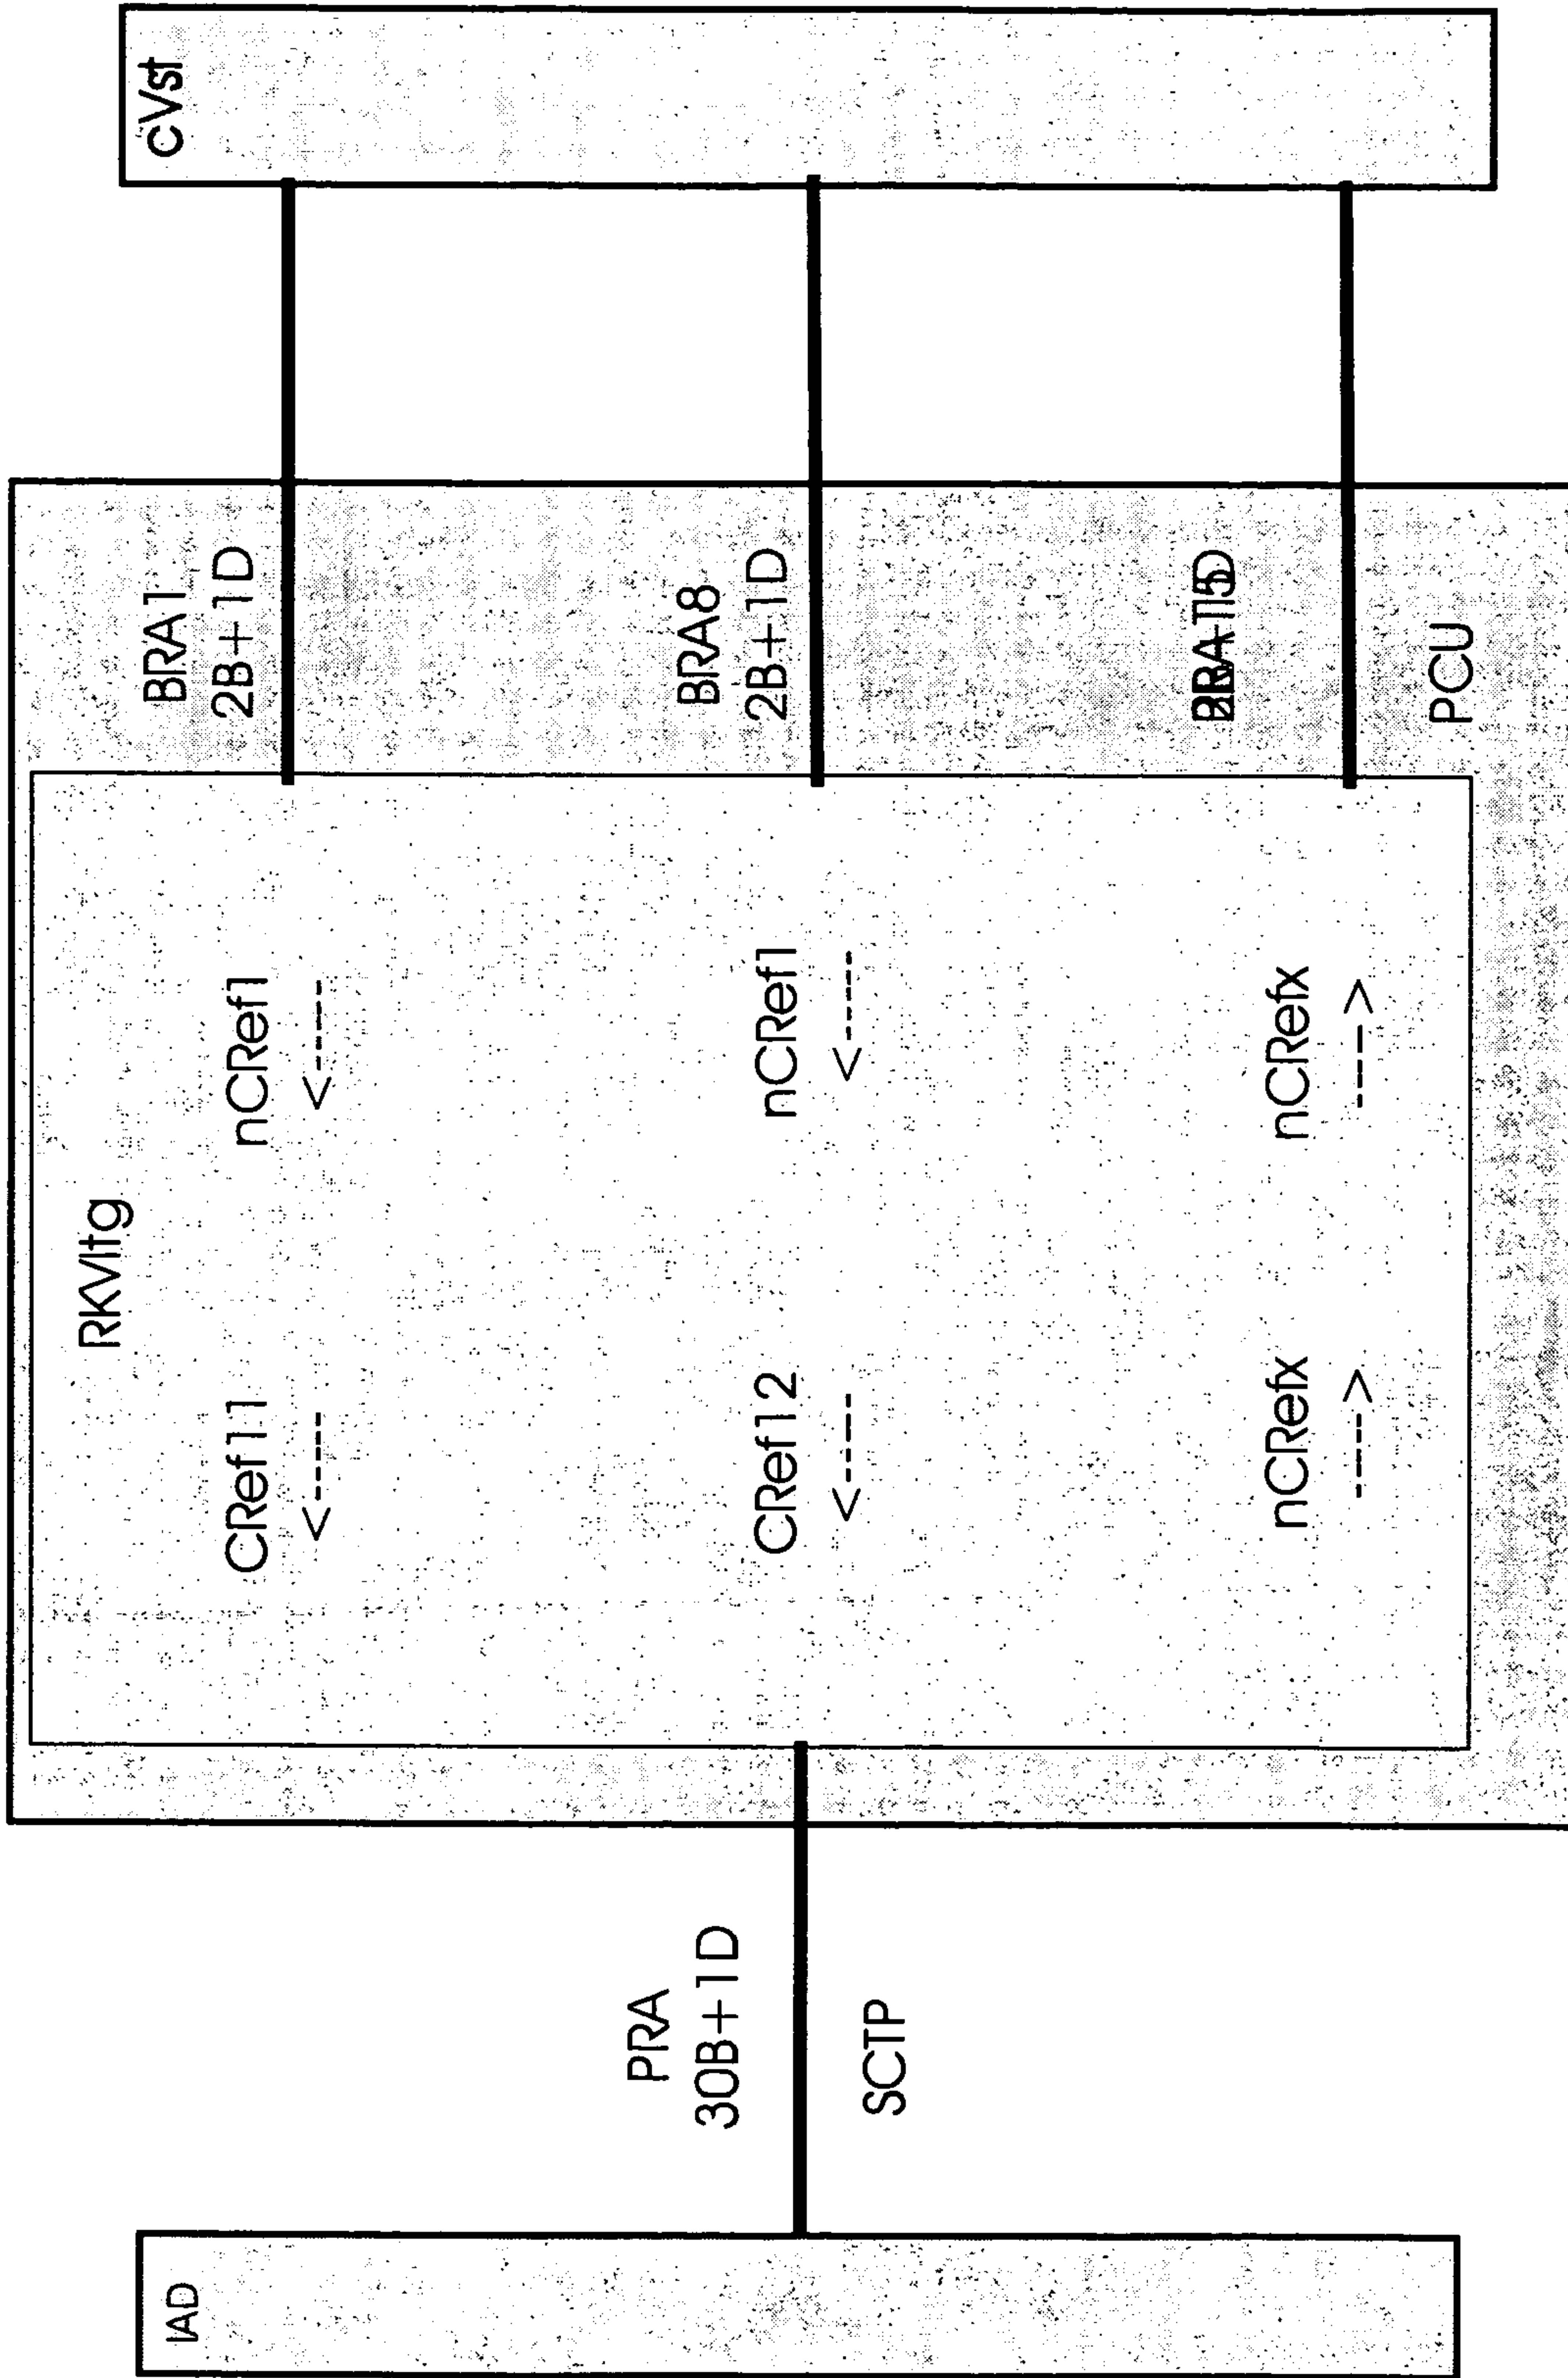 IAD
PRA
30B+1D
SCTP
RKVltg
CRef11
<-----
nCRef1
<-----
CRef12
<-----
nCRef1
<-----
nCRefx
----->
nCRefx
---->
BRA1
2B+1D
BRA8
2B+1D
PCU
cVst